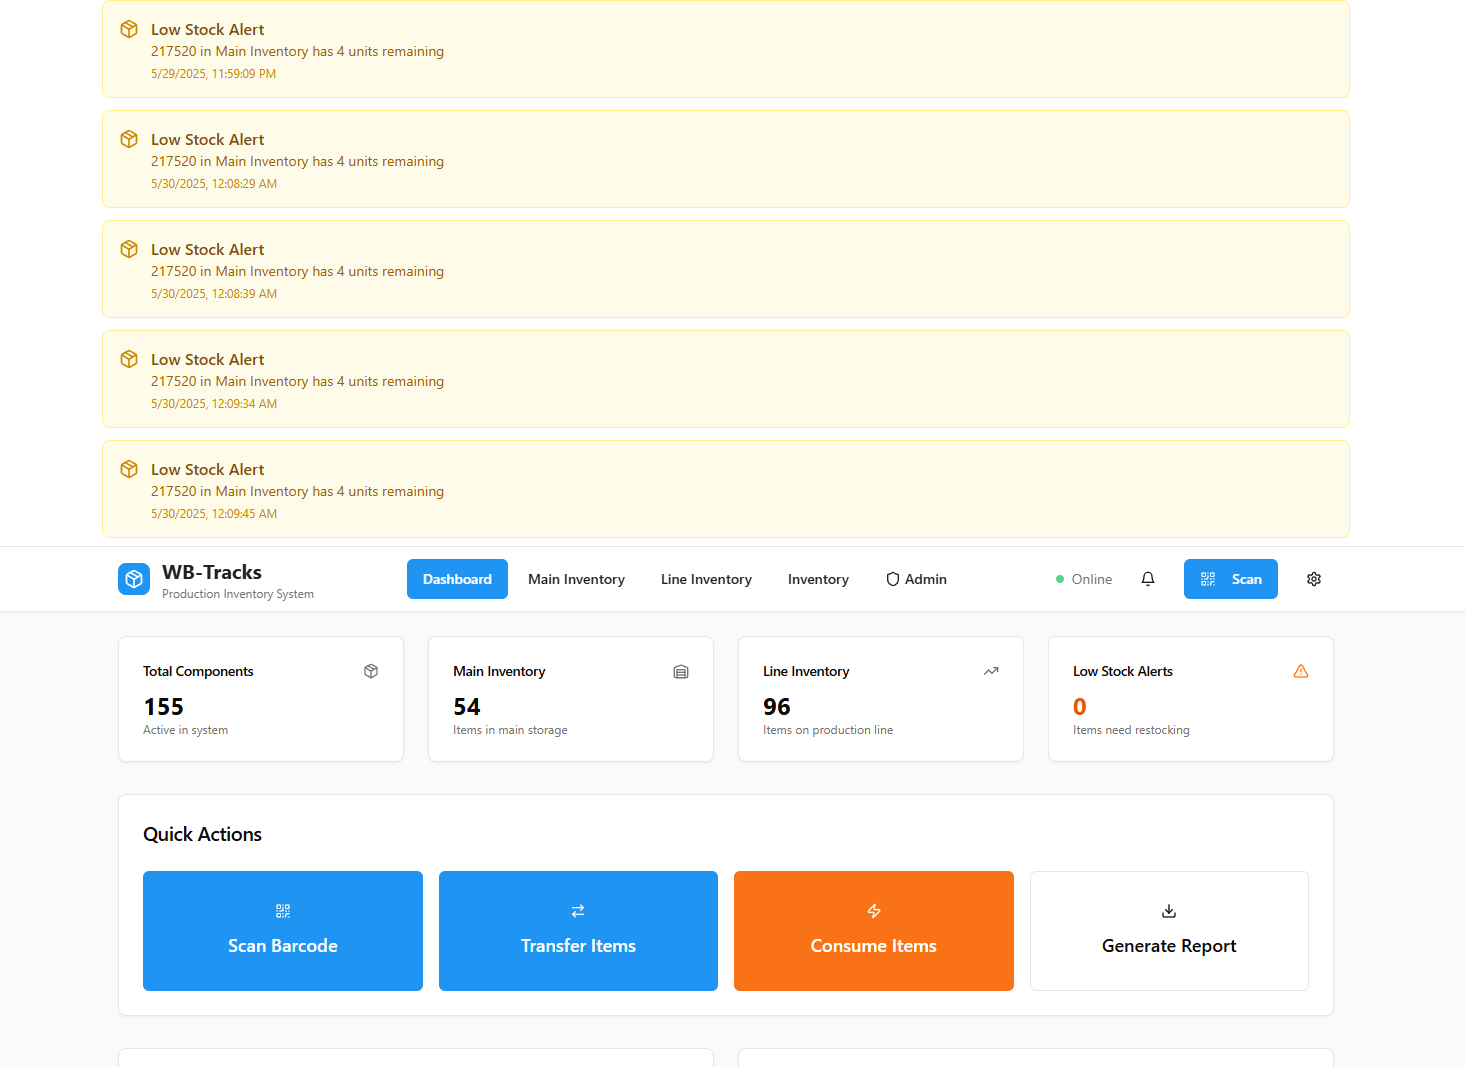 Low Stock Alert
217520 in Main Inventory has 4 units remaining
5/29/2025, 11:59:09 PM
Low Stock Alert
217520 in Main Inventory has 4 units remaining
5/30/2025, 12:08:29 AM
Low Stock Alert
217520 in Main Inventory has 4 units remaining
5/30/2025, 12:08:39 AM
Low Stock Alert
217520 in Main Inventory has 4 units remaining
5/30/2025, 12:09:34 AM
Low Stock Alert
217520 in Main Inventory has 4 units remaining
5/30/2025, 12:09:45 AM
WB-Tracks
Production Inventory System
Dashboard
Main Inventory
Line Inventory
Inventory
Admin
Online
Scan
Total Components
155
Active in system
Main Inventory
54
Items in main storage
Line Inventory
96
Items on production line
Low Stock Alerts
0
Items need restocking
Quick Actions
Scan Barcode
Transfer Items
Consume Items
Generate Report